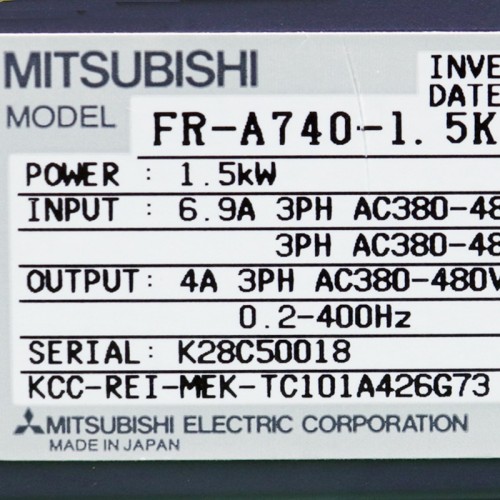 MITSUBISHI
INVE
DATE
MODEL FR-A740-1.5K
POWER : 1.5kW
INPUT : 6.9A 3PH AC380-48
3PH AC380-48
OUTPUT: 4A 3PH AC380-480V
0.2-400Hz
SERIAL: K28C50018
KCC-REI-MEK-TC101A426G73
MITSUBISHI ELECTRIC CORPORATION
MADE IN JAPAN